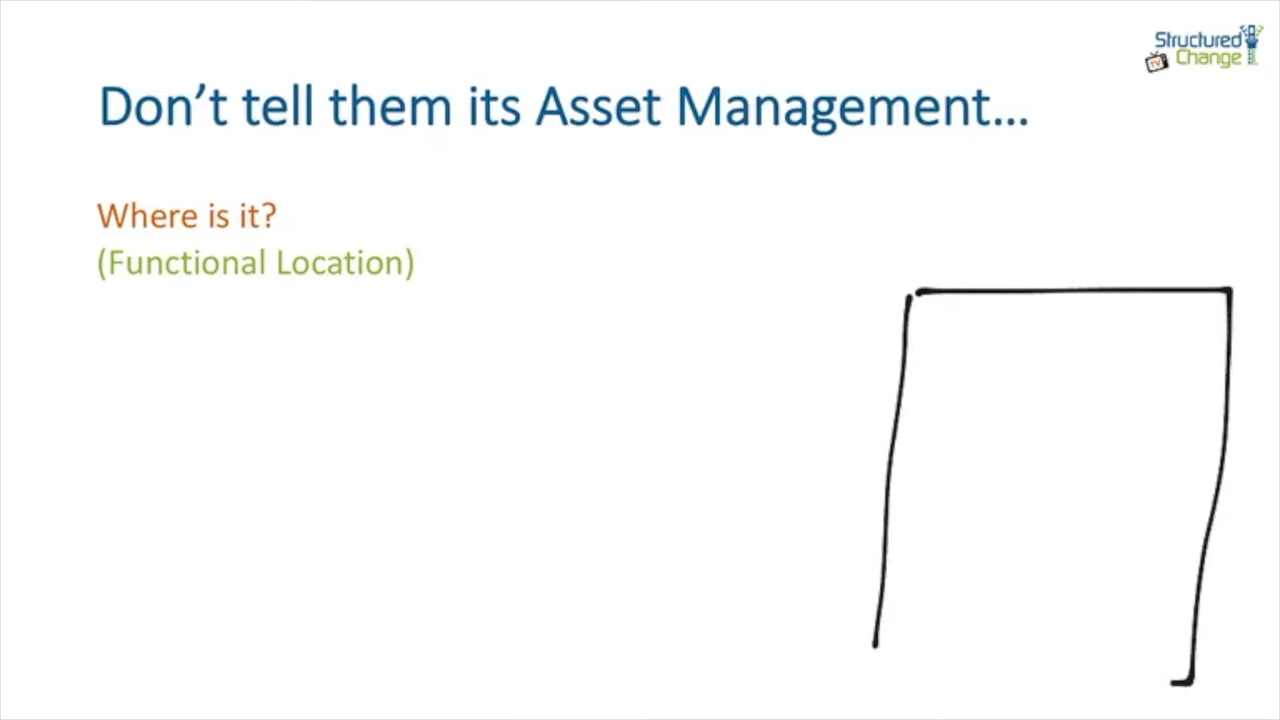 Structured
TV Change
Don’t tell them its Asset Management...
Where is it?
(Functional Location)